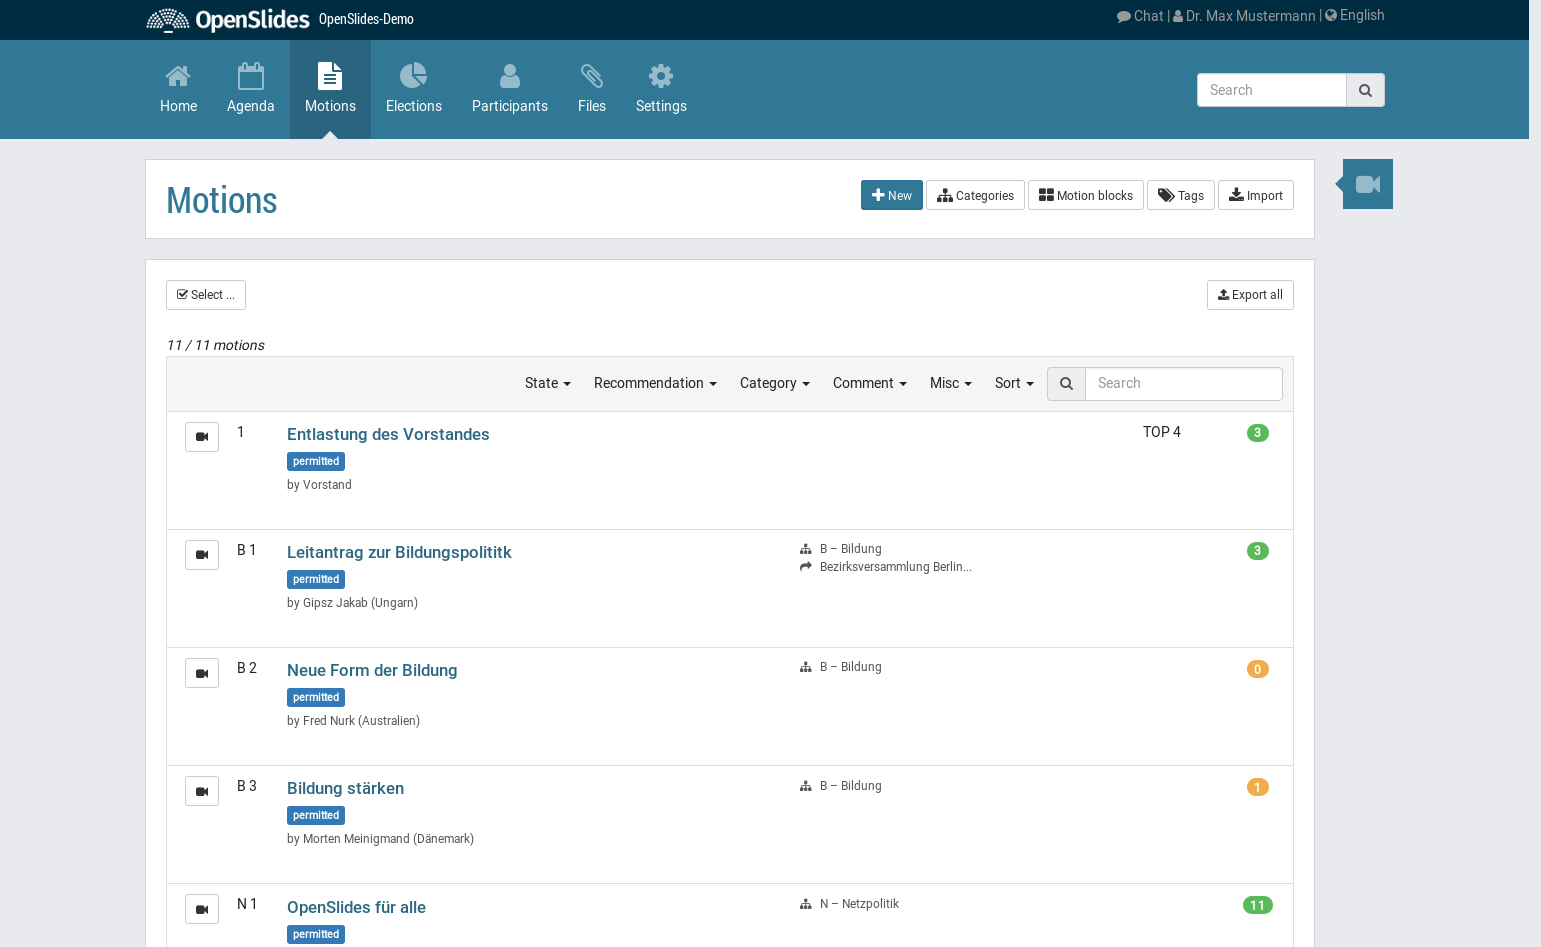 OpenSlides OpenSlides-Demo Chat | Dr. Max Mustermann | English
Home Agenda Motions Elections Participants Files Settings Search
Motions New Categories Motion blocks Tags Import
Select ... Export all
11 / 11 motions
State Recommendation Category Comment Misc Sort Search
1 Entlastung des Vorstandes TOP 4 3
permitted
by Vorstand
B 1 Leitantrag zur Bildungspolititk B – Bildung 3
Bezirksversammlung Berlin...
permitted
by Gipsz Jakab (Ungarn)
B 2 Neue Form der Bildung B – Bildung 0
permitted
by Fred Nurk (Australien)
B 3 Bildung stärken B – Bildung 1
permitted
by Morten Meinigmand (Dänemark)
N 1 OpenSlides für alle N – Netzpolitik 11
permitted